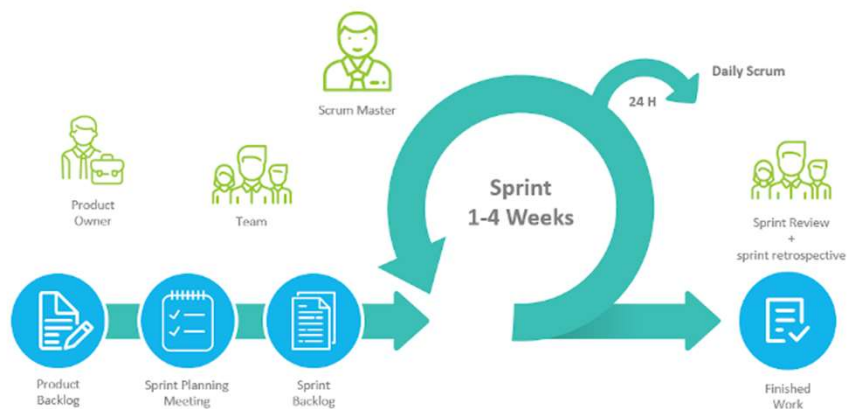 Scrum Master
Daily Scrum
24 H
Product
Owner
Team
Sprint
1-4 Weeks
Sprint Review
+
sprint retrospective
Product
Backlog
Sprint Planning
Meeting
Sprint
Backlog
Finished
Work